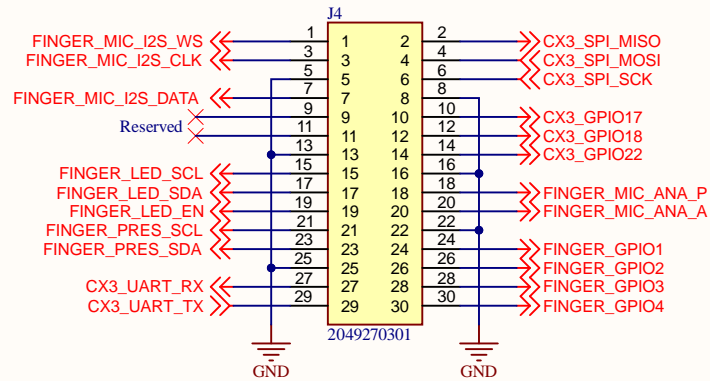 J4
FINGER_MIC_I2S_WS 1 1 2 2 CX3_SPI_MISO
FINGER_MIC_I2S_CLK 3 3 4 4 CX3_SPI_MOSI
5 5 6 6 CX3_SPI_SCK
FINGER_MIC_I2S_DATA 7 7 8 8
9 9 10 10 CX3_GPIO17
Reserved
11 11 12 12 CX3_GPIO18
13 13 14 14 CX3_GPIO22
FINGER_LED_SCL 15 15 16 16
FINGER_LED_SDA 17 17 18 18 FINGER_MIC_ANA_P
FINGER_LED_EN 19 19 20 20 FINGER_MIC_ANA_A
FINGER_PRES_SCL 21 21 22 22
FINGER_PRES_SDA 23 23 24 24 FINGER_GPIO1
25 25 26 26 FINGER_GPIO2
CX3_UART_RX 27 27 28 28 FINGER_GPIO3
CX3_UART_TX 29 29 30 30 FINGER_GPIO4
2049270301
GND GND